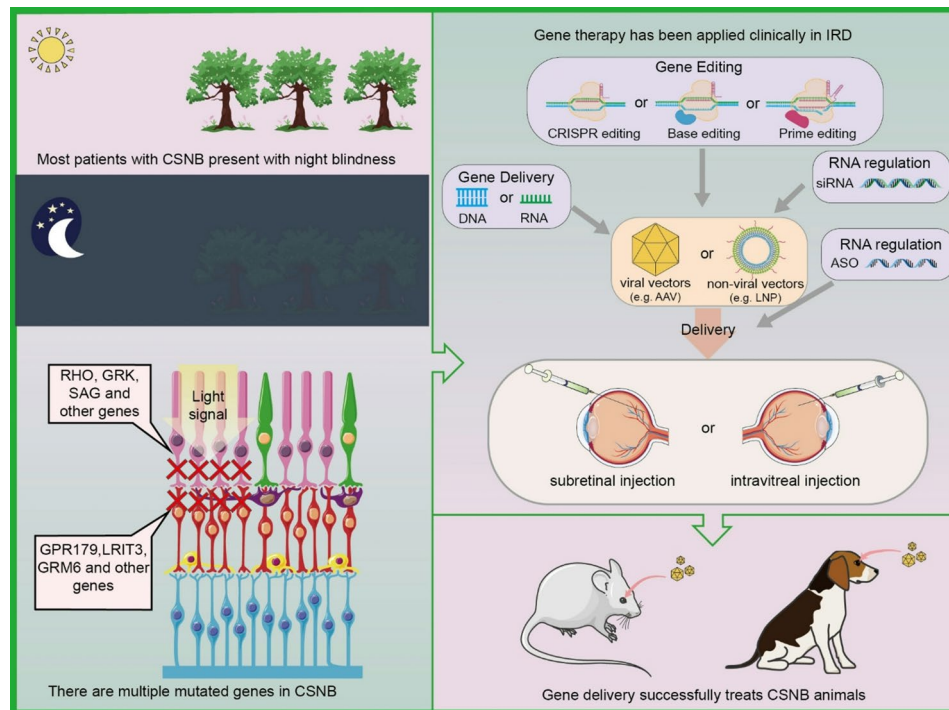 Most patients with CSNB present with night blindness
RHO, GRK,
SAG and
other genes
Light
signal
GPR179,LRIT3,
GRM6 and other
genes
There are multiple mutated genes in CSNB
Gene therapy has been applied clinically in IRD
Gene Editing
or
or
CRISPR editing
Base editing
Prime editing
Gene Delivery
or
DNA
RNA
RNA regulation
siRNA
or
viral vectors
(e.g. AAV)
non-viral vectors
(e.g. LNP)
RNA regulation
ASO
Delivery
or
subretinal injection
intravitreal injection
Gene delivery successfully treats CSNB animals